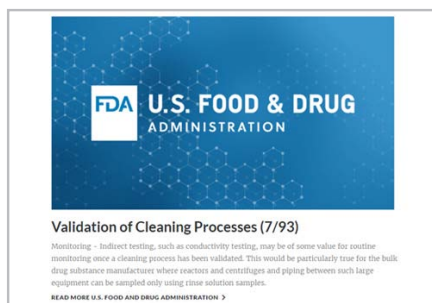 FDA U.S. FOOD & DRUG
ADMINISTRATION
Validation of Cleaning Processes (7/93)
Monitoring - Indirect testing, such as conductivity testing, may be of some value for routine
monitoring once a cleaning process has been validated. This would be particularly true for the bulk
drug substance manufacturer where reactors and centrifuges and piping between such large
equipment can be sampled only using rinse solution samples.
READ MORE U.S. FOOD AND DRUG ADMINISTRATION >